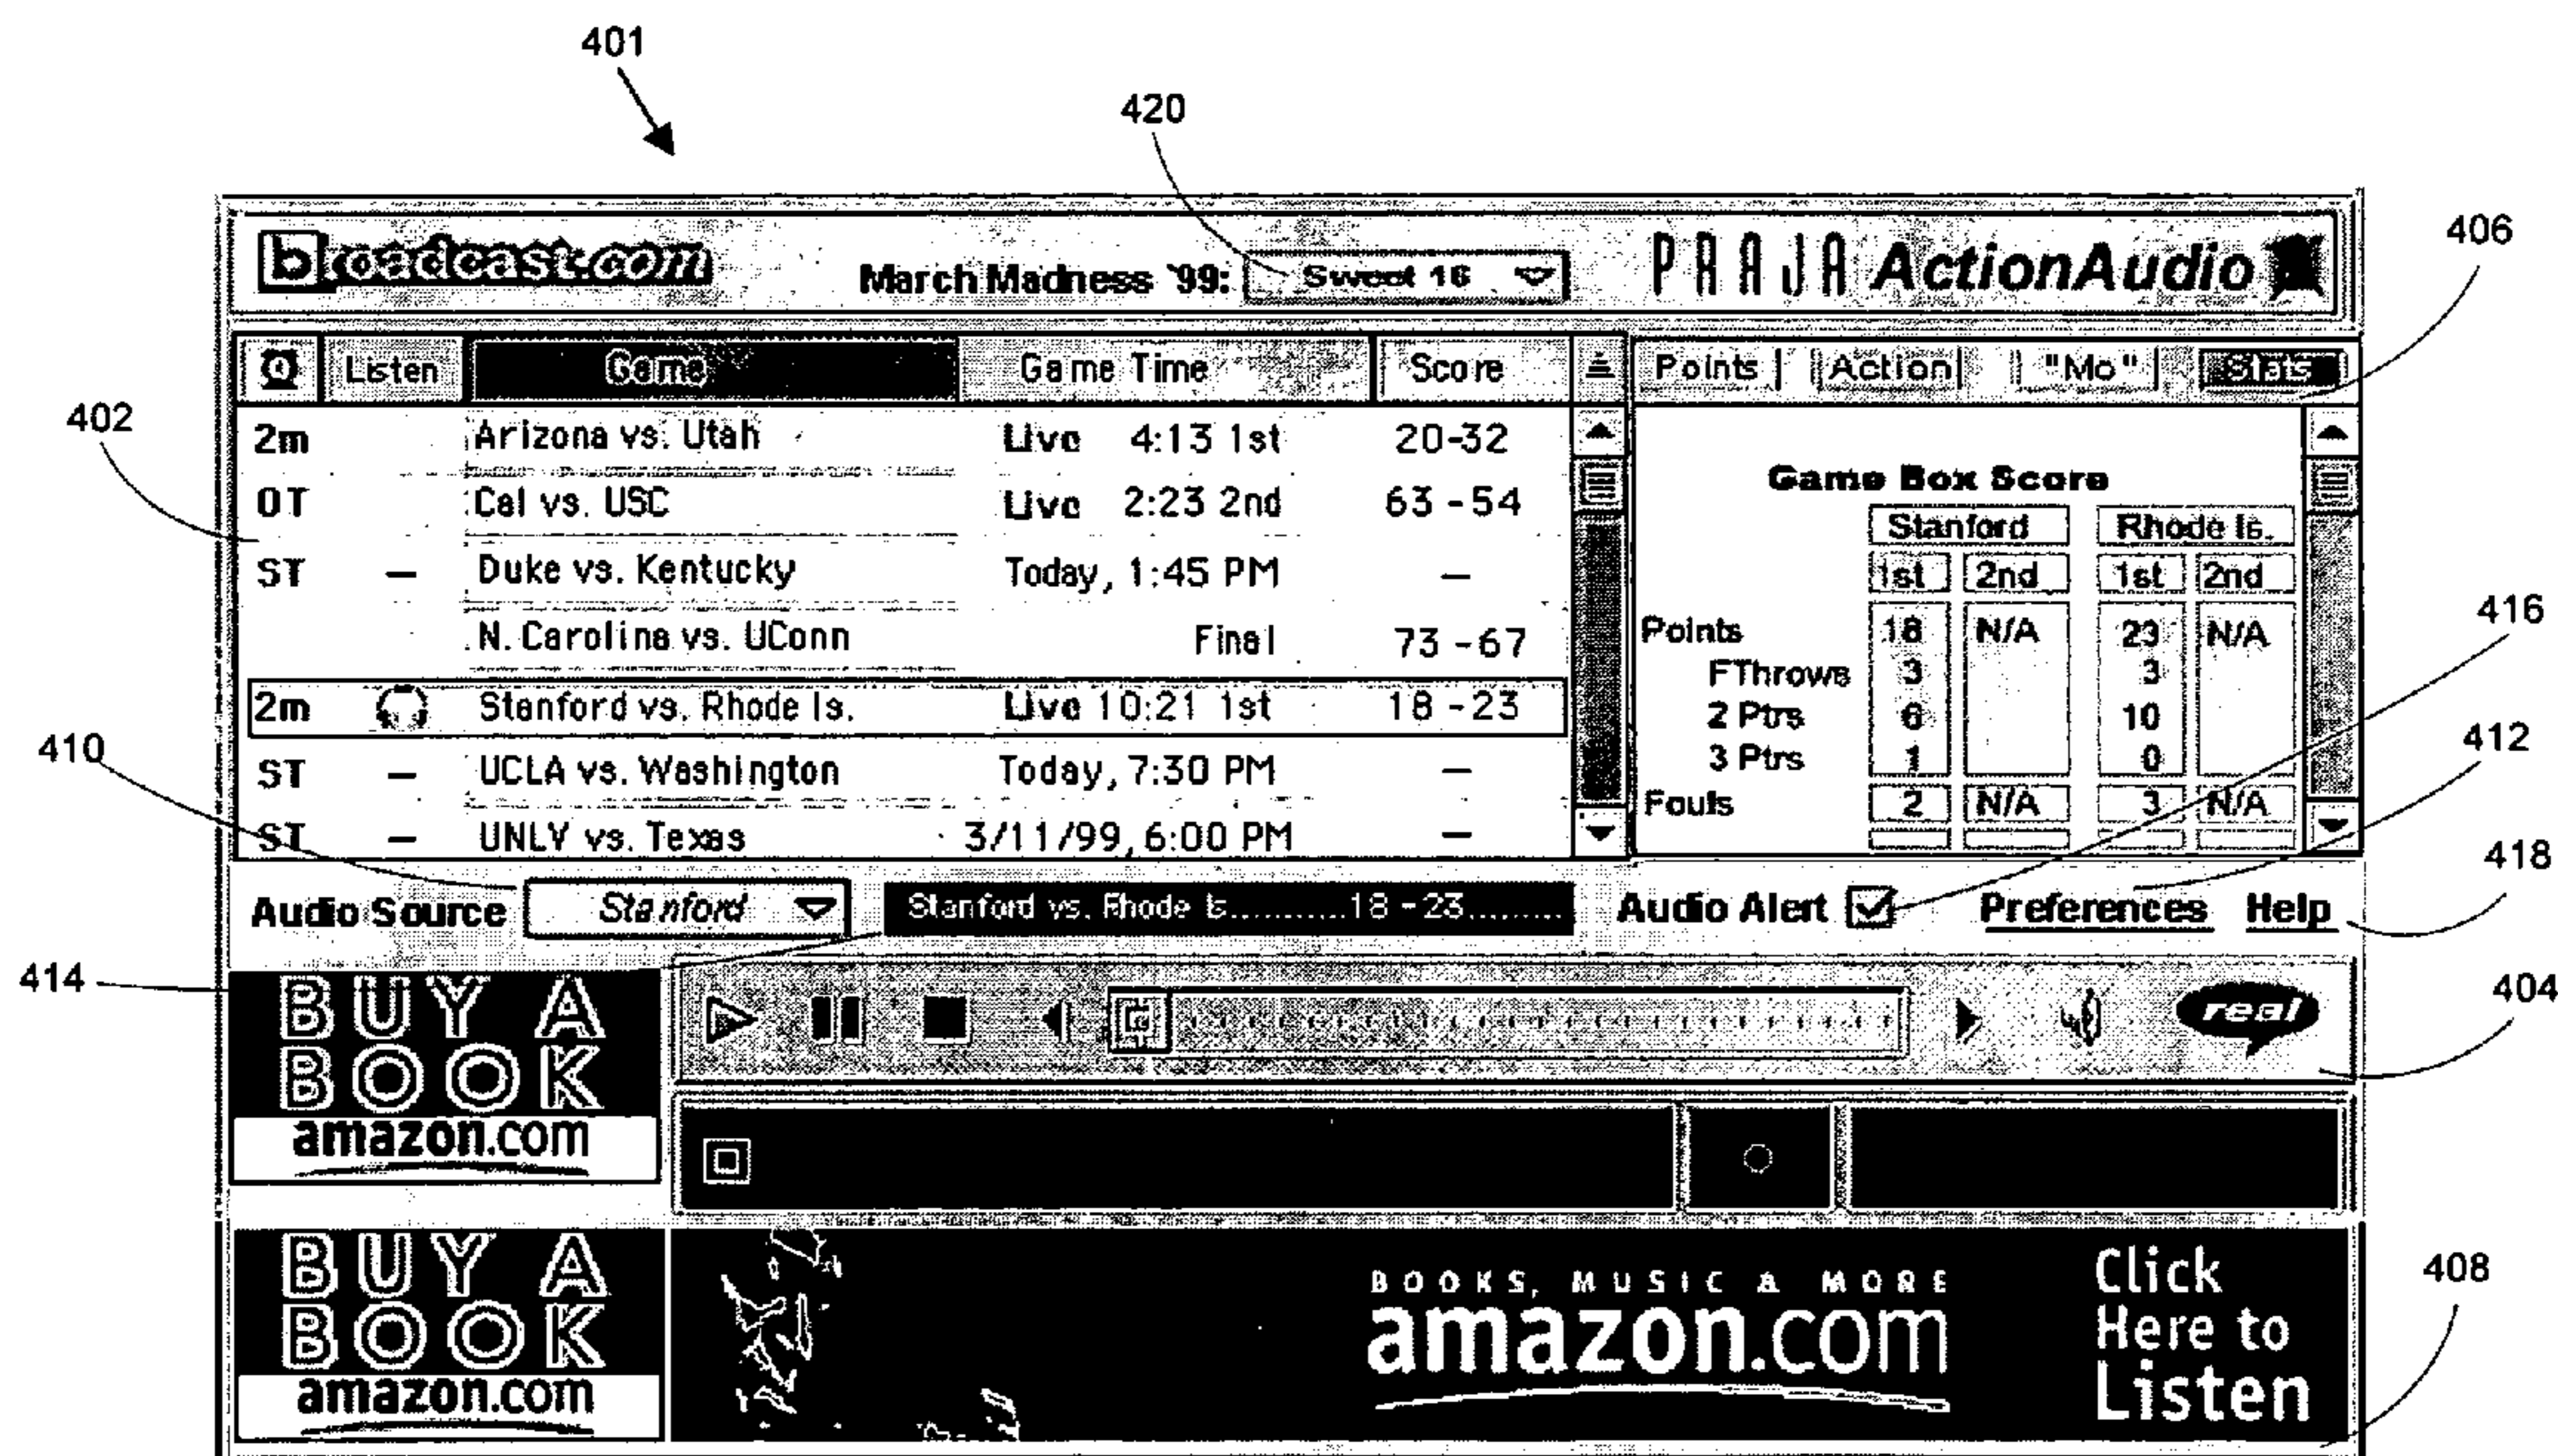 401
420
406
broadcast.com March Madness '99: Sweet 16 PRAJA ActionAudio
Listen Game Game Time Score Points Action "Mo" Stats
402
2m Arizona vs. Utah Live 4:13 1st 20-32
OT Cal vs. USC Live 2:23 2nd 63-54
ST – Duke vs. Kentucky Today, 1:45 PM –
N. Carolina vs. UConn Final 73-67
2m Stanford vs. Rhode Is. Live 10:21 1st 18-23
ST – UCLA vs. Washington Today, 7:30 PM –
ST – UNLV vs. Texas 3/11/99, 6:00 PM –
Game Box Score
Stanford Rhode Is.
1st 2nd 1st 2nd
Points 18 N/A 23 N/A
FThrows 3 3
2 Ptrs 6 10
3 Ptrs 1 0
Fouls 2 N/A 3 N/A
416
412
410
418
Audio Source Stanford Stanford vs. Rhode Is...........18-23......... Audio Alert Preferences Help
414
404
BUY A
BOOK
amazon.com
real
BUY A
BOOK
amazon.com
BOOKS, MUSIC & MORE
amazon.com
Click
Here to
Listen
408